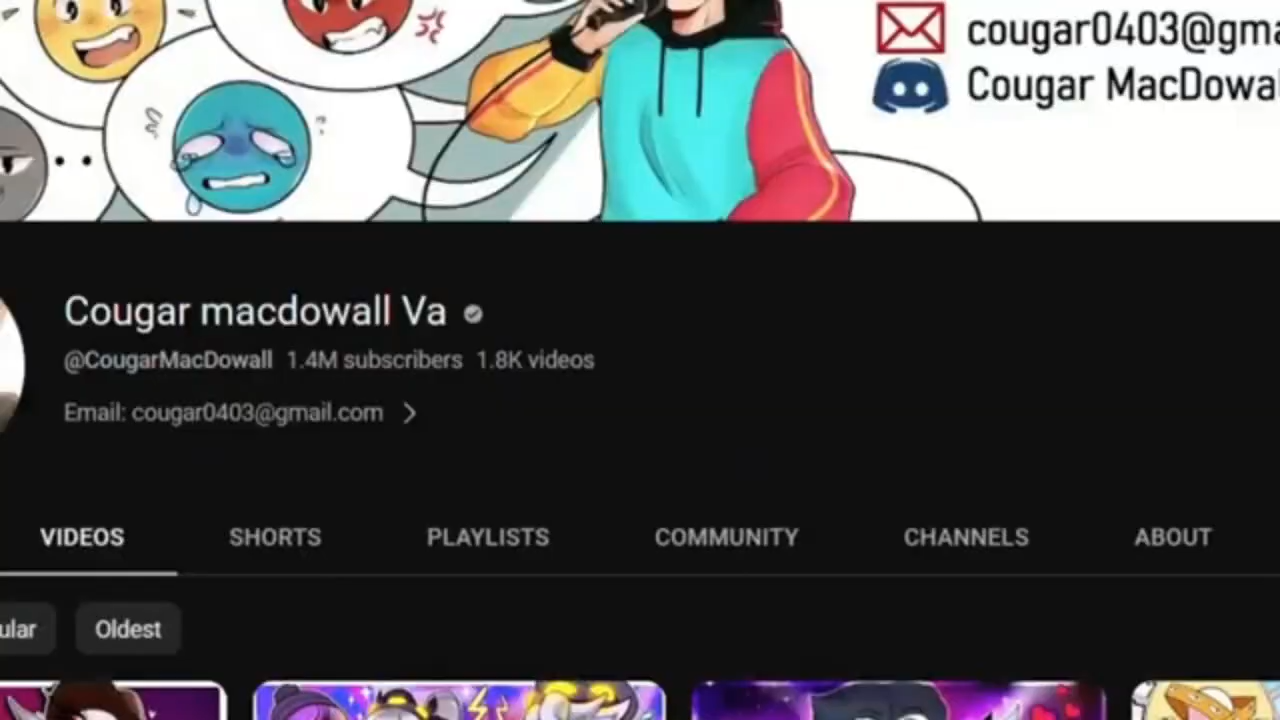 cougar0403@gma
Cougar MacDowal
Cougar macdowall Va
@CougarMacDowall 1.4M subscribers 1.8K videos
Email: cougar0403@gmail.com
VIDEOS SHORTS PLAYLISTS COMMUNITY CHANNELS ABOUT
ular Oldest